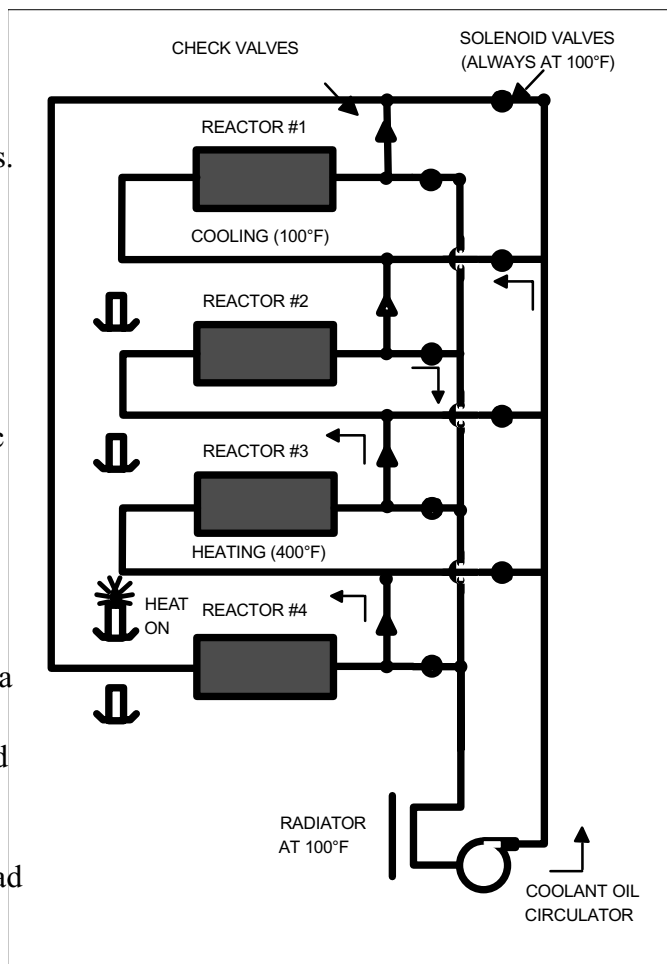 CHECK VALVES
SOLENOID VALVES
(ALWAYS AT 100°F)
REACTOR #1
s.
COOLING (100°F)
REACTOR #2
c
REACTOR #3
HEATING (400°F)
HEAT
ON
REACTOR #4
a
d
RADIATOR
AT 100°F
ad
COOLANT OIL
CIRCULATOR